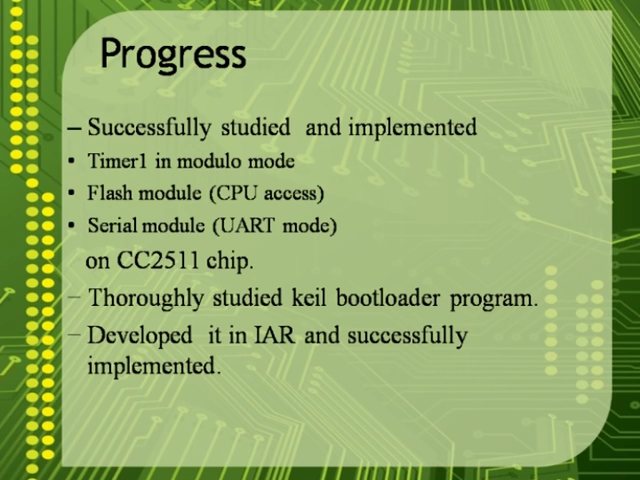 Progress
– Successfully studied  and implemented
• Timer1 in modulo mode
• Flash module (CPU access)
• Serial module (UART mode)
on CC2511 chip.
– Thoroughly studied keil bootloader program.
– Developed  it in IAR and successfully
implemented.